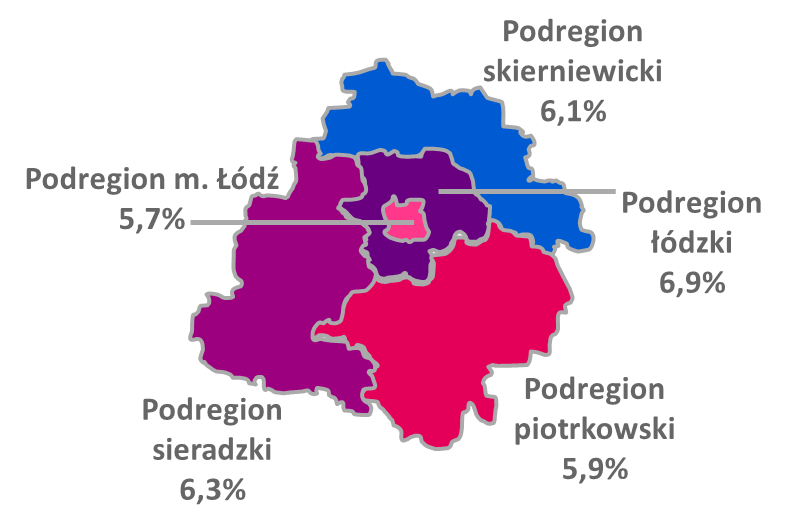 Podregion
skierniewicki
6,1%
Podregion m. Łódź
5,7%
Podregion
łódzki
6,9%
Podregion
piotrkowski
5,9%
Podregion
sieradzki
6,3%